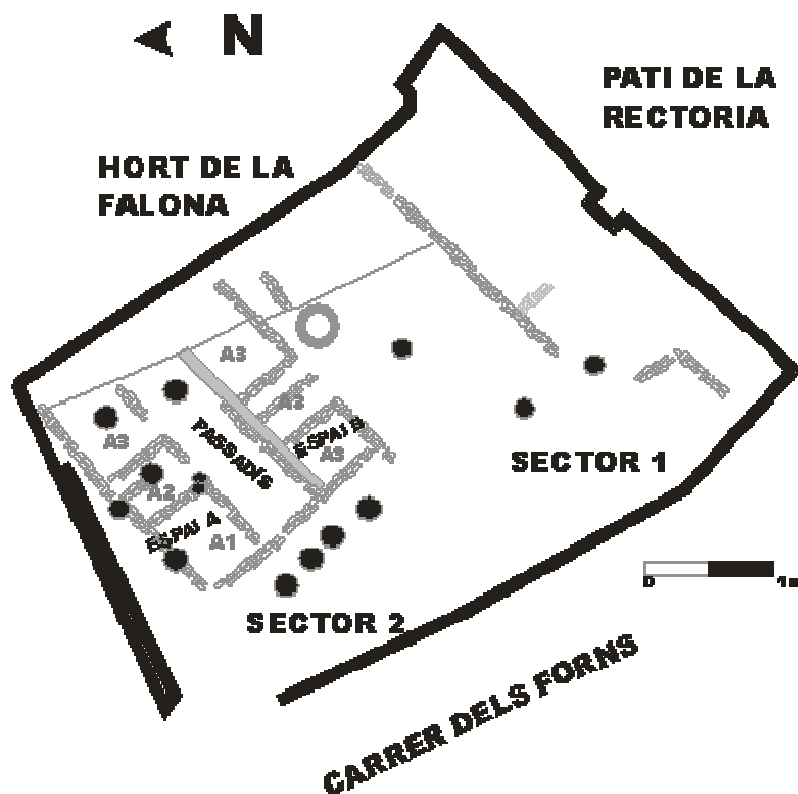 N
PATI DE LA
RECTORIA
HORT DE LA
FALONA
A3
A2
PASSADÍS
ESPAI B
A3
A3
A2
ESPAI A
A1
SECTOR 1
0
SECTOR 2
CARRER DELS FORNS